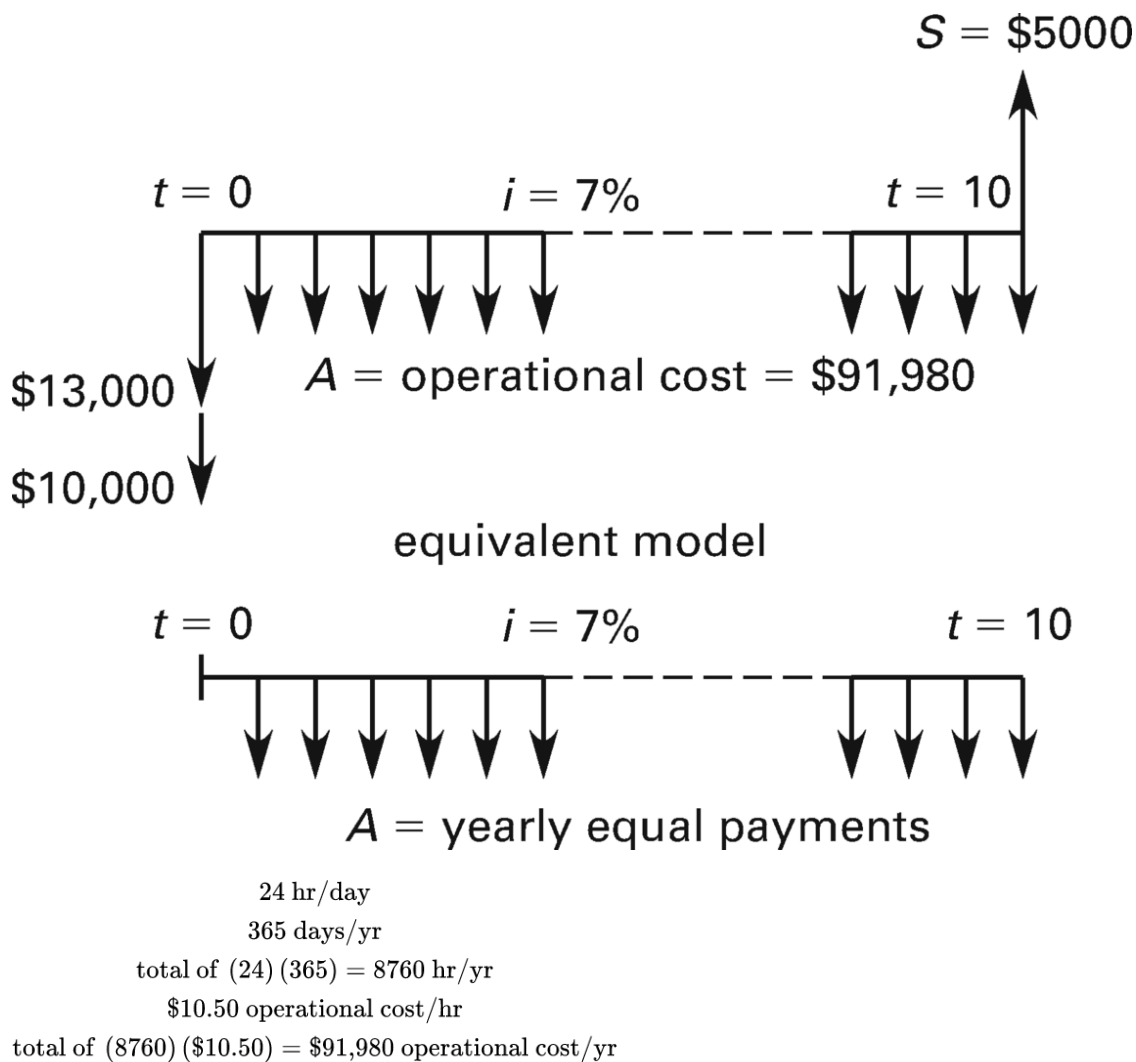 S = $5000
t = 0 i = 7% t = 10
$13,000 A = operational cost = $91,980
$10,000
equivalent model
t = 0 i = 7% t = 10
A = yearly equal payments
24 hr/day
365 days/yr
total of (24) (365) = 8760 hr/yr
$10.50 operational cost/hr
total of (8760) ($10.50) = $91,980 operational cost/yr